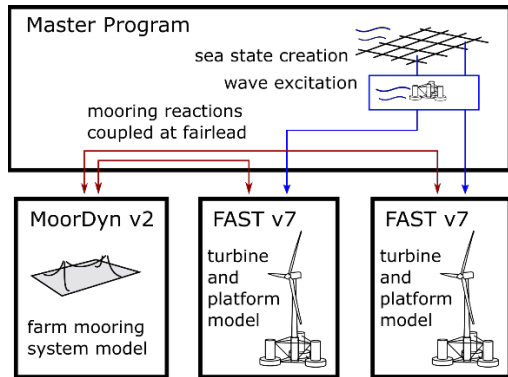 Master Program
sea state creation
wave excitation
mooring reactions
coupled at fairlead
MoorDyn v2
farm mooring
system model
FAST v7
turbine
and
platform
model
FAST v7
turbine
and
platform
model